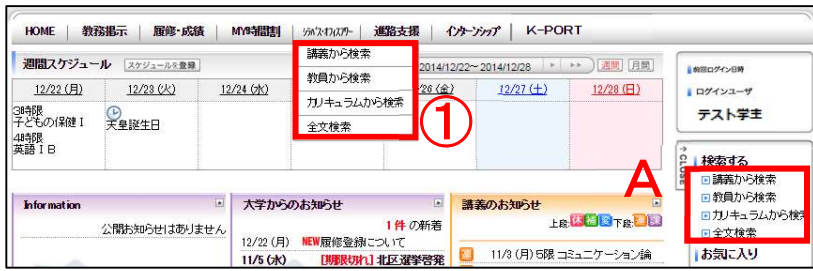 HOME 教務掲示 履修・成績 MY時間割 シラバス・オフィスアワー 進路支援 インターンシップ K-PORT
講義から検索
教員から検索
カリキュラムから検索
全文検索
①
週間スケジュール スケジュールを登録 2014/12/22～2014/12/28 週間 月間
12/22 (月) 12/23 (火) 12/24 (水) 26 (金) 12/27 (土) 12/28 (日)
3時限
子どもの保健 I
4時限
英語 I B
天皇誕生日
前回ログイン日時
ログインユーザ
テスト学主
A
CLOSE
検索する
講義から検索
教員から検索
カリキュラムから検
全文検索
お気に入り
Information
公開お知らせはありません
大学からのお知らせ
1 件 の新着
12/22 (月) NEW履修登録について
11/5 (水) [期限切れ] 北区選挙啓発
講義のお知らせ
上段:休補変下段:連課
連 11/3 (月) 5限 コミュニケーション論